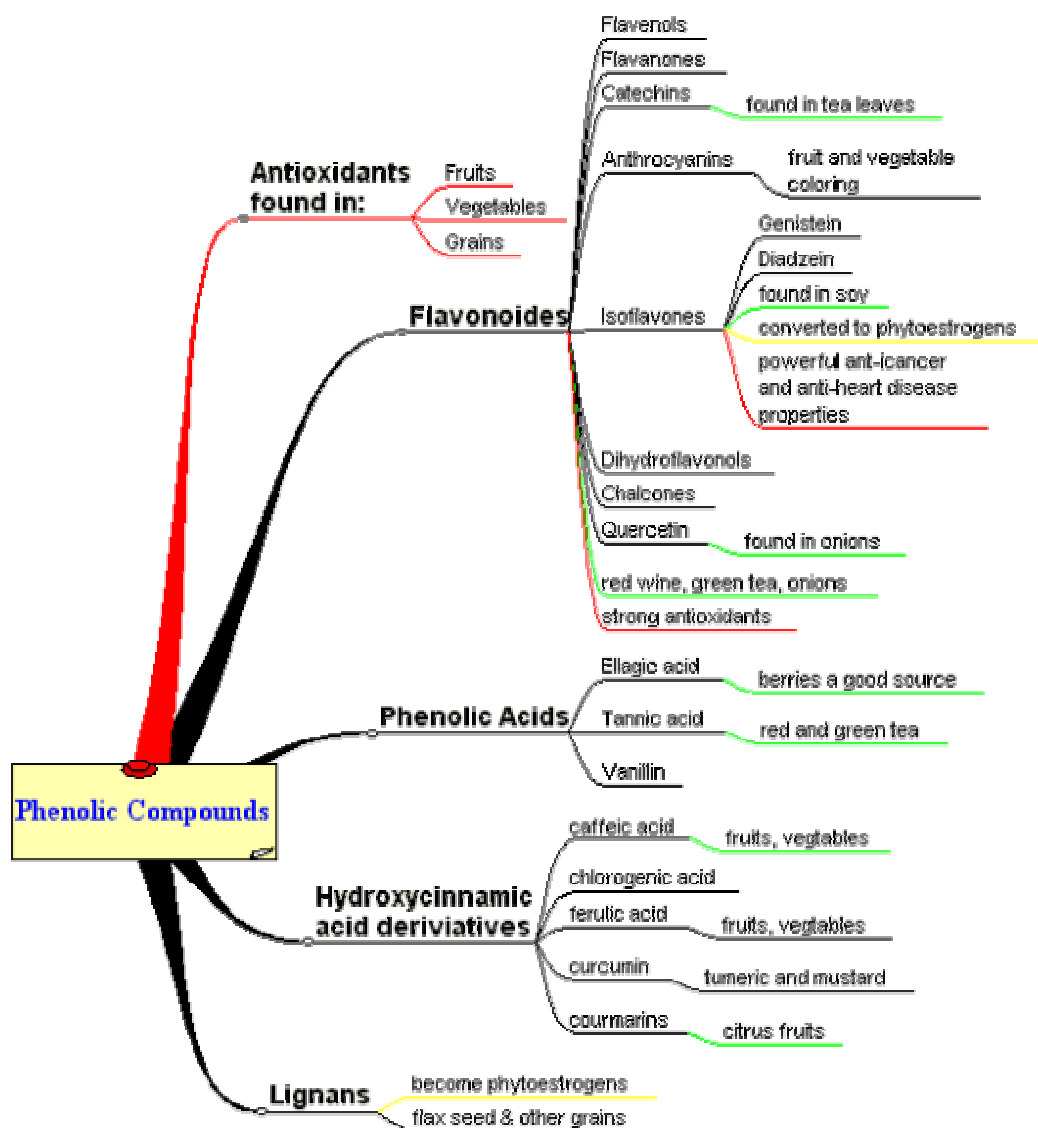 Flavenols
Flavanones
Catechins
found in tea leaves
Anthrocyanins
fruit and vegetable
coloring
Antioxidants
found in:
Fruits
Vegetables
Grains
Flavonoides
Isoflavones
Genistein
Diadzein
found in soy
converted to phytoestrogens
powerful ant-icancer
and anti-heart disease
properties
Dihydroflavonols
Chalcones
Quercetin
found in onions
red wine, green tea, onions
strong antioxidants
Phenolic Acids
Ellagic acid
berries a good source
Tannic acid
red and green tea
Vanillin
Phenolic Compounds
Hydroxycinnamic
acid deriviatives
caffeic acid
fruits, vegtables
chlorogenic acid
ferulic acid
fruits, vegtables
curcumin
tumeric and mustard
courmarins
citrus fruits
Lignans
become phytoestrogens
flax seed & other grains